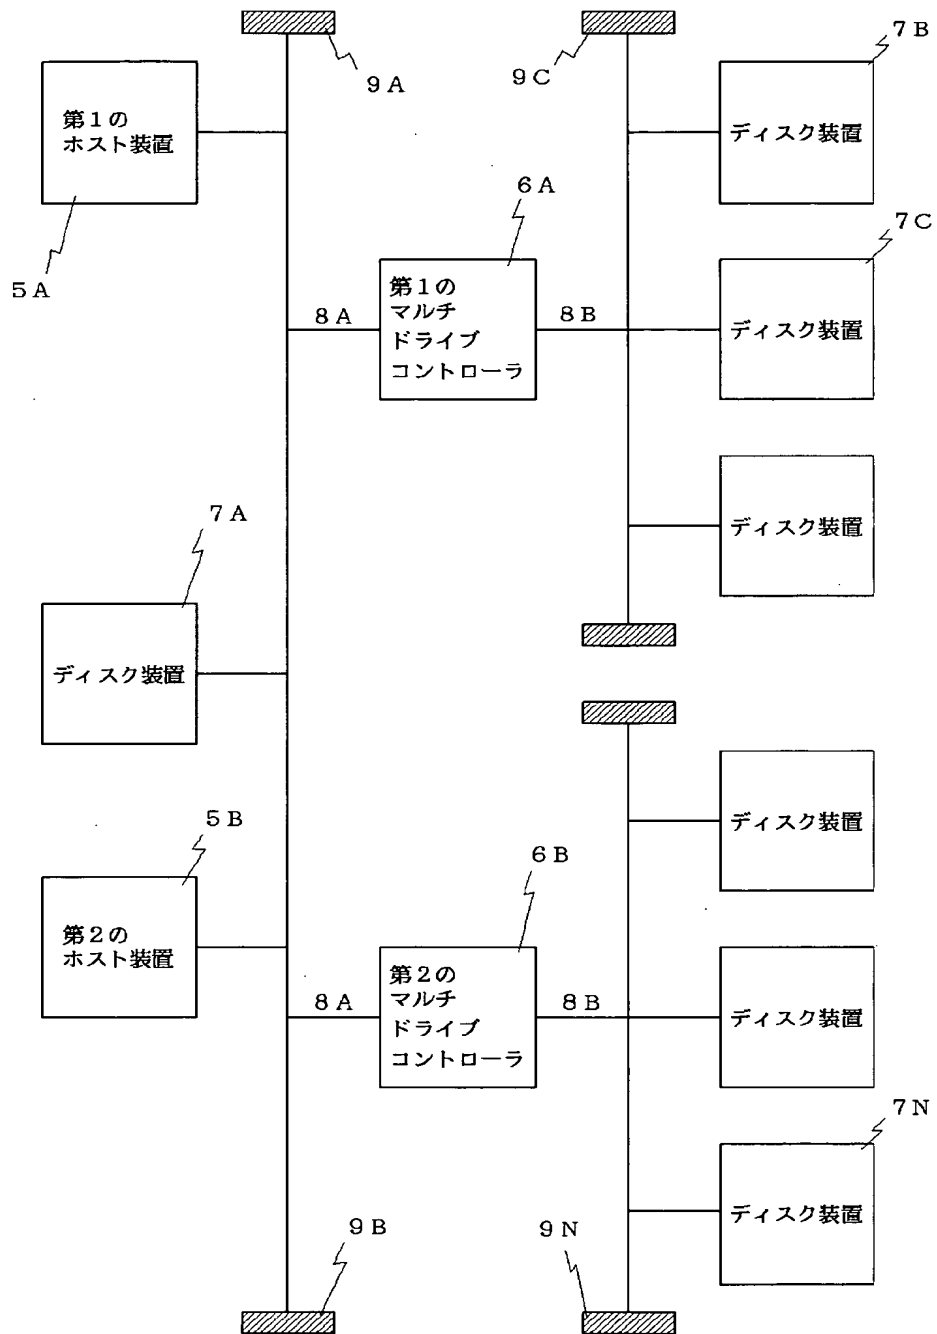 7B
9A
9C
第1の
ホスト装置
ディスク装置
6A
7C
5A
第1の
マルチ
ドライブ
コントローラ
8A
8B
ディスク装置
7A
ディスク装置
ディスク装置
5B
6B
ディスク装置
第2の
ホスト装置
第2の
マルチ
ドライブ
コントローラ
8A
8B
ディスク装置
7N
ディスク装置
9B
9N